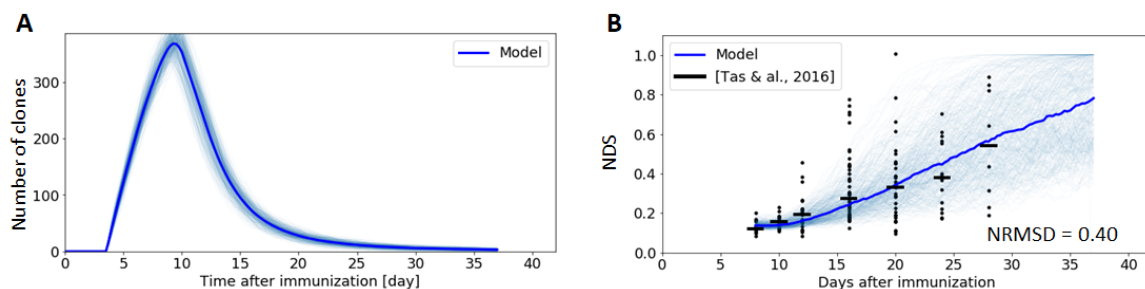 A
Number of clones
300
200
100
0
0 5 10 15 20 25 30 35 40
Time after immunization [day]
Model
B
NDS
1.0
0.8
0.6
0.4
0.2
0.0
0 5 10 15 20 25 30 35 40
Days after immunization
Model
[Tas & al., 2016]
NRMSD = 0.40